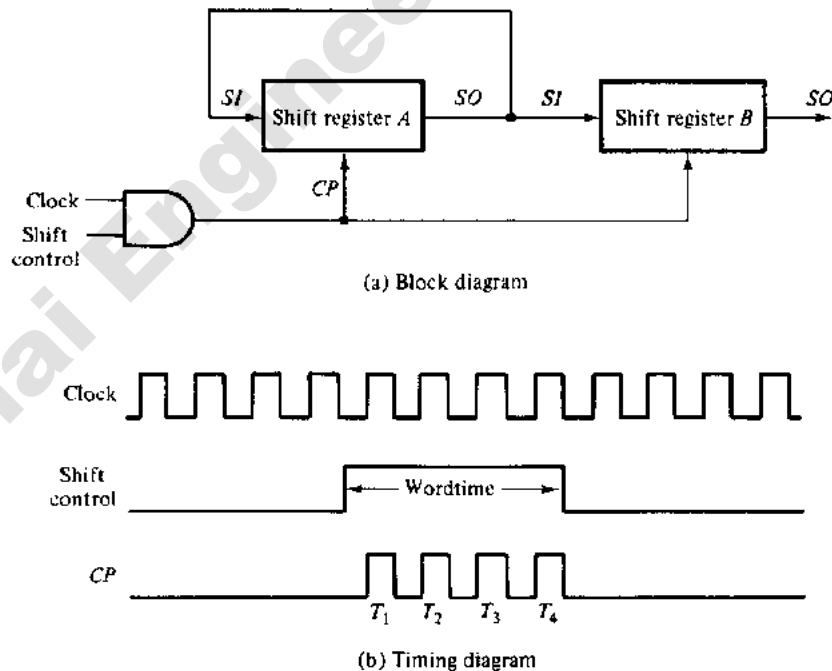 SI
Shift register A
SO
SI
Shift register B
SO
CP
Clock
Shift
control
(a) Block diagram
Clock
Shift
control
Wordtime
CP
T1 T2 T3 T4
(b) Timing diagram